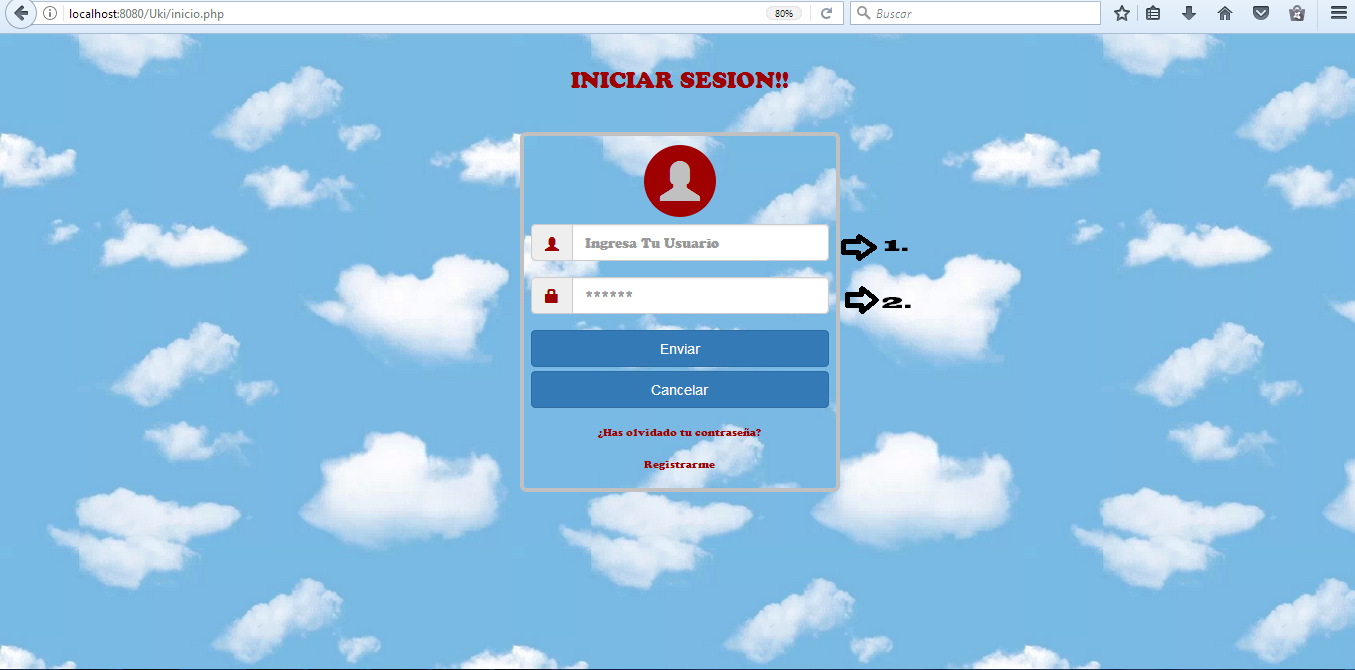 localhost:8080/Uki/inicio.php
80%
Buscar
INICIAR SESION!!
Ingresa Tu Usuario
1.
******
2.
Enviar
Cancelar
¿Has olvidado tu contraseña?
Registrarme